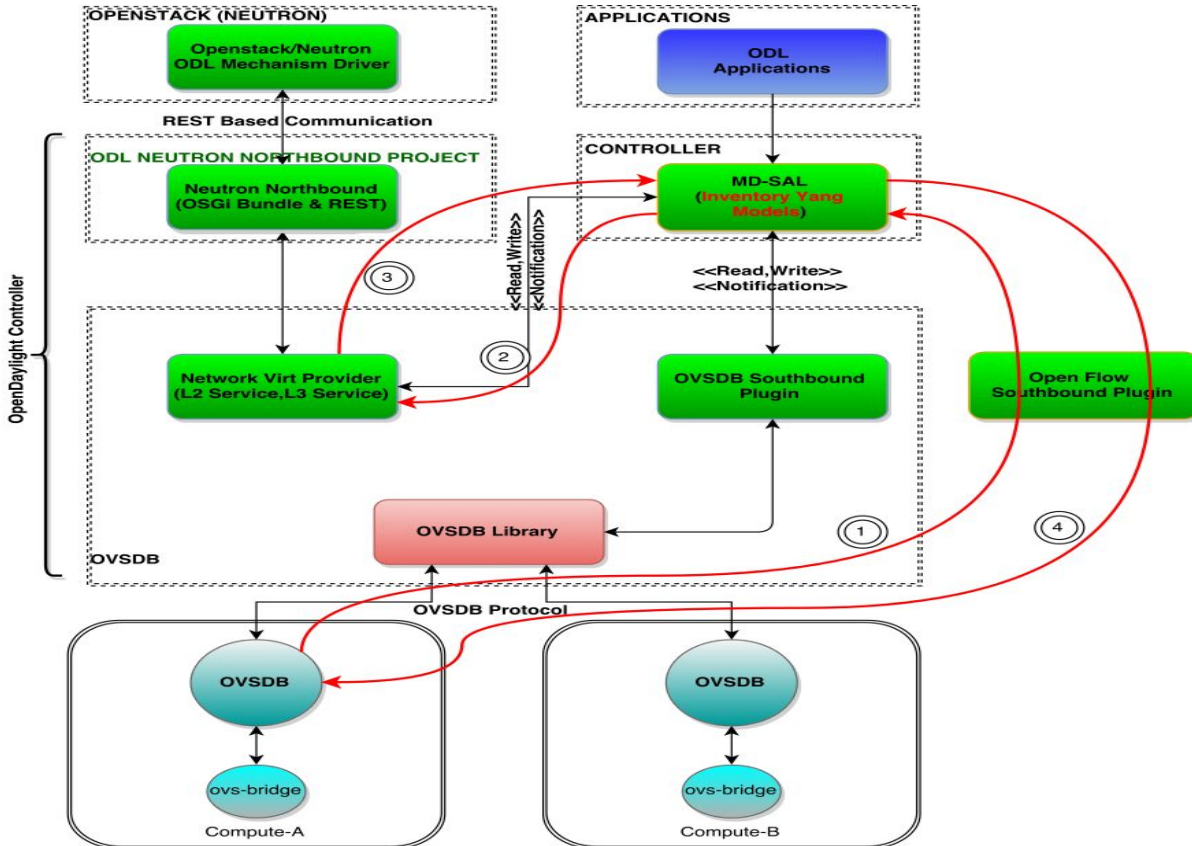 OPENSTACK (NEUTRON)
Openstack/Neutron
ODL Mechanism Driver
APPLICATIONS
ODL
Applications
REST Based Communication
ODL NEUTRON NORTHBOUND PROJECT
Neutron Northbound
(OSGi Bundle & REST)
CONTROLLER
MD-SAL
(Inventory Yang
Models)
OpenDaylight Controller
3
<<Read,Write>>
<<Notification>>
<<Read,Write>>
<<Notification>>
2
Network Virt Provider
(L2 Service,L3 Service)
OVSDB Southbound
Plugin
Open Flow
Southbound Plugin
OVSDB Library
1
4
OVSDB
OVSDB Protocol
OVSDB
ovs-bridge
Compute-A
OVSDB
ovs-bridge
Compute-B